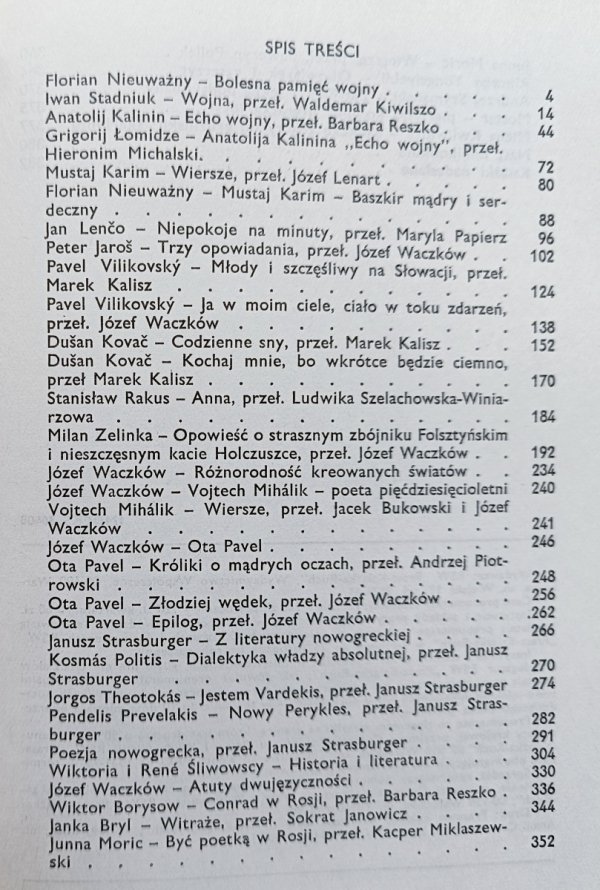 SPIS TREŚCI
Florian Nieuważny – Bolesna pamięć wojny . . . . . 4
Iwan Stadniuk – Wojna, przeł. Waldemar Kiwilszo . . . 14
Anatolij Kalinin – Echo wojny, przeł. Barbara Reszko . . . 44
Grigorij Łomidze – Anatolija Kalinina „Echo wojny", przeł.
Hieronim Michalski. . . . . . . . . . . 72
Mustaj Karim – Wiersze, przeł. Józef Lenart . . . . . 80
Florian Nieuważny – Mustaj Karim – Baszkir mądry i ser-
deczny . . . . . . . . . . . . . 88
Jan Lenčo – Niepokoje na minuty, przeł. Maryla Papierz 96
Peter Jaroš – Trzy opowiadania, przeł. Józef Waczków . . 102
Pavel Vilikovský – Młody i szczęśliwy na Słowacji, przeł.
Marek Kalisz . . . . . . . . . . . 124
Pavel Vilikovský – Ja w moim ciele, ciało w toku zdarzeń,
przeł. Józef Waczków . . . . . . . . . 138
Dušan Kovač – Codzienne sny, przeł. Marek Kalisz . . . 152
Dušan Kovač – Kochaj mnie, bo wkrótce będzie ciemno,
przeł Marek Kalisz . . . . . . . . . . 170
Stanisław Rakus – Anna, przeł. Ludwika Szelachowska-Winia-
rzowa . . . . . . . . . . . . . 184
Milan Zelinka – Opowieść o strasznym zbójniku Folsztyńskim
i nieszczęsnym kacie Holczuszce, przeł. Józef Waczków 192
Józef Waczków – Różnorodność kreowanych światów . . 234
Józef Waczków – Vojtech Mihálik – poeta pięćdziesięcioletni 240
Vojtech Mihálik – Wiersze, przeł. Jacek Bukowski i Józef
Waczków . . . . . . . . . . . . 241
Józef Waczków – Ota Pavel . . . . . . . . 246
Ota Pavel – Króliki o mądrych oczach, przeł. Andrzej Piot-
rowski . . . . . . . . . . . . . 248
Ota Pavel – Złodziej wędek, przeł. Józef Waczków . . . 256
Ota Pavel – Epilog, przeł. Józef Waczków . . . . . .262
Janusz Strasburger – Z literatury nowogreckiej . . . . 266
Kosmás Politis – Dialektyka władzy absolutnej, przeł. Janusz
Strasburger . . . . . . . . . . . 270
Jorgos Theotokás – Jestem Vardekis, przeł. Janusz Strasburger 274
Pendelis Prevelakis – Nowy Perykles, przeł. Janusz Stras-
burger . . . . . . . . . . . . . 282
Poezja nowogrecka, przeł. Janusz Strasburger . . . . 291
Wiktoria i René Śliwowscy – Historia i literatura . . . 304
Józef Waczków – Atuty dwujęzyczności . . . . . . 330
Wiktor Borysow – Conrad w Rosji, przeł. Barbara Reszko . 336
Janka Bryl – Witraże, przeł. Sokrat Janowicz . . . . 344
Junna Moric – Być poetką w Rosji, przeł. Kacper Miklaszew-
ski . . . . . . . . . . . . . . 352